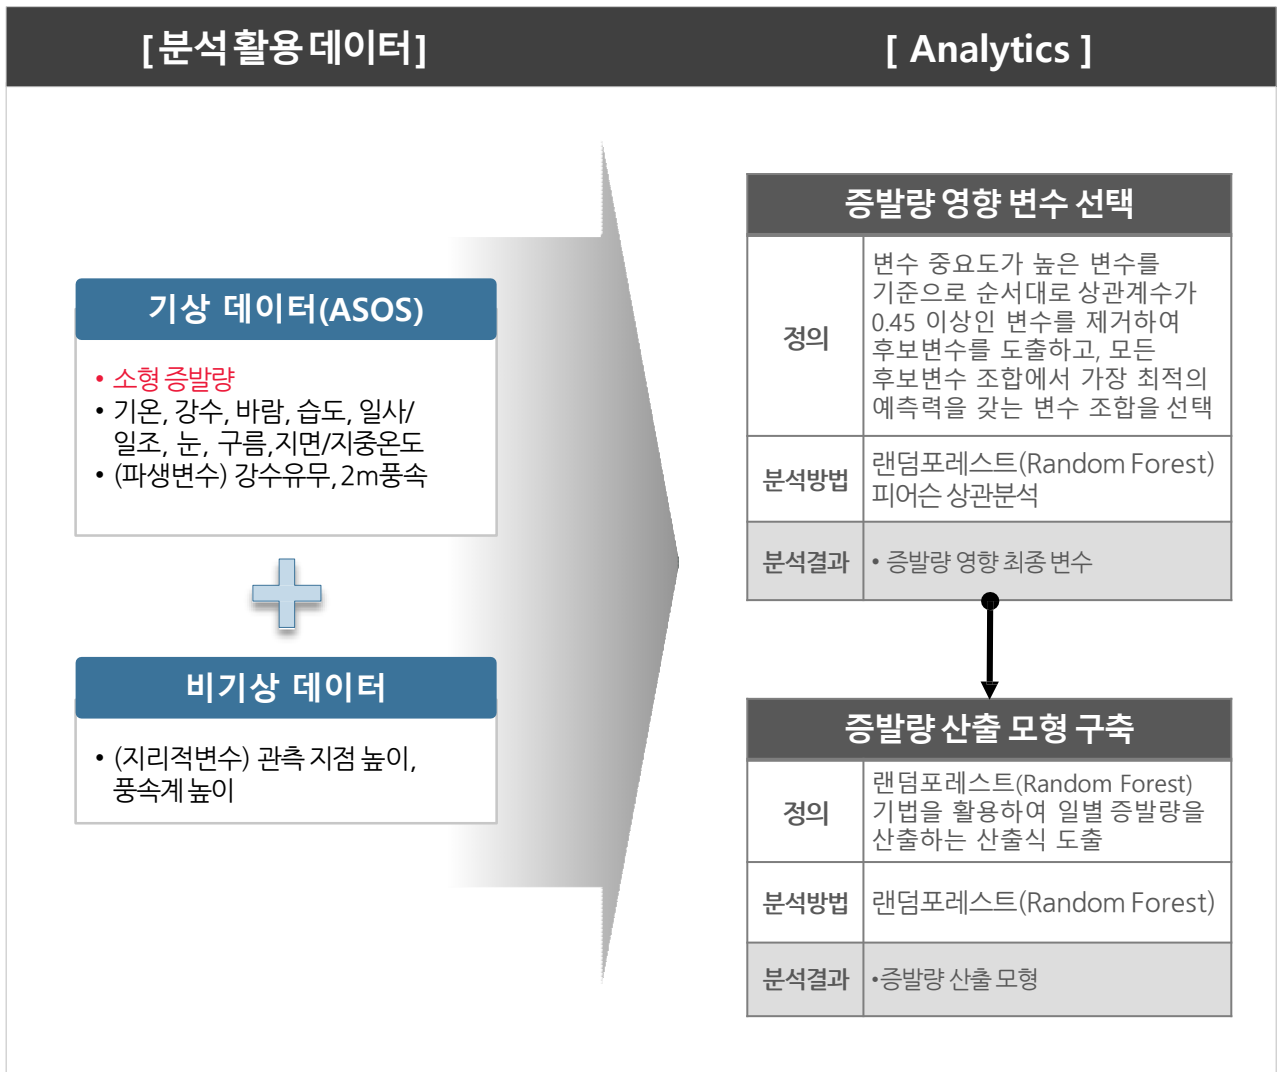 [분석 활용 데이터]
[ Analytics ]
기상 데이터(ASOS)
• 소형 증발량
• 기온, 강수, 바람, 습도, 일사/
일조, 눈, 구름,지면/지중온도
• (파생변수) 강수유무, 2m풍속
비기상 데이터
• (지리적변수) 관측 지점 높이,
풍속계 높이
증발량 영향 변수 선택
정의
변수 중요도가 높은 변수를
기준으로 순서대로 상관계수가
0.45 이상인 변수를 제거하여
후보변수를 도출하고, 모든
후보변수 조합에서 가장 최적의
예측력을 갖는 변수 조합을 선택
분석방법
랜덤포레스트(Random Forest)
피어슨 상관분석
분석결과
• 증발량 영향 최종 변수
증발량 산출 모형 구축
정의
랜덤포레스트(Random Forest)
기법을 활용하여 일별 증발량을
산출하는 산출식 도출
분석방법
랜덤포레스트(Random Forest)
분석결과
•증발량 산출 모형